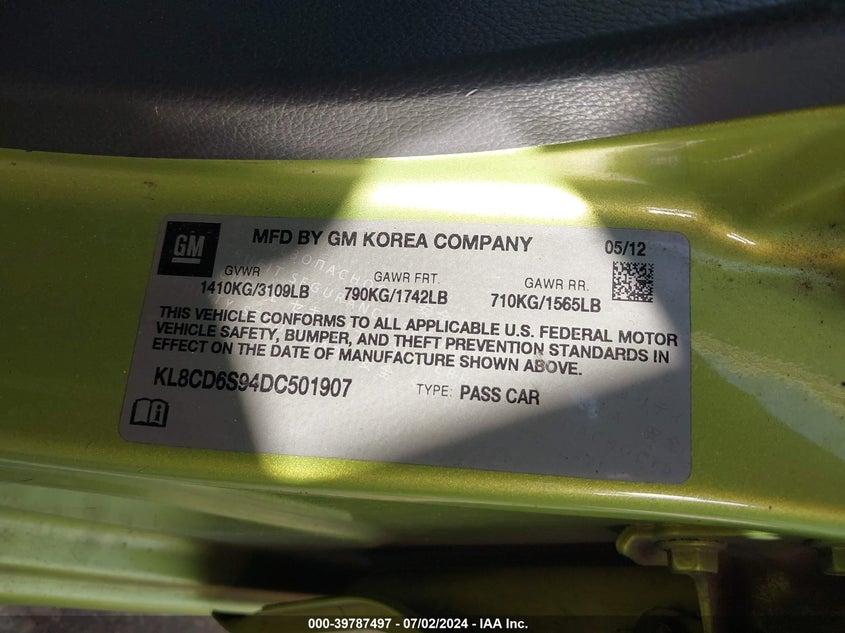 GM
MFD BY GM KOREA COMPANY
05/12
GVWR
GAWR FRT.
GAWR RR.
1410KG/3109LB
790KG/1742LB
710KG/1565LB
THIS VEHICLE CONFORMS TO ALL APPLICABLE U.S. FEDERAL MOTOR
VEHICLE SAFETY, BUMPER, AND THEFT PREVENTION STANDARDS IN
EFFECT ON THE DATE OF MANUFACTURE SHOWN ABOVE.
KL8CD6S94DC501907
TYPE: PASS CAR
000-39787497 - 07/02/2024 - IAA Inc.